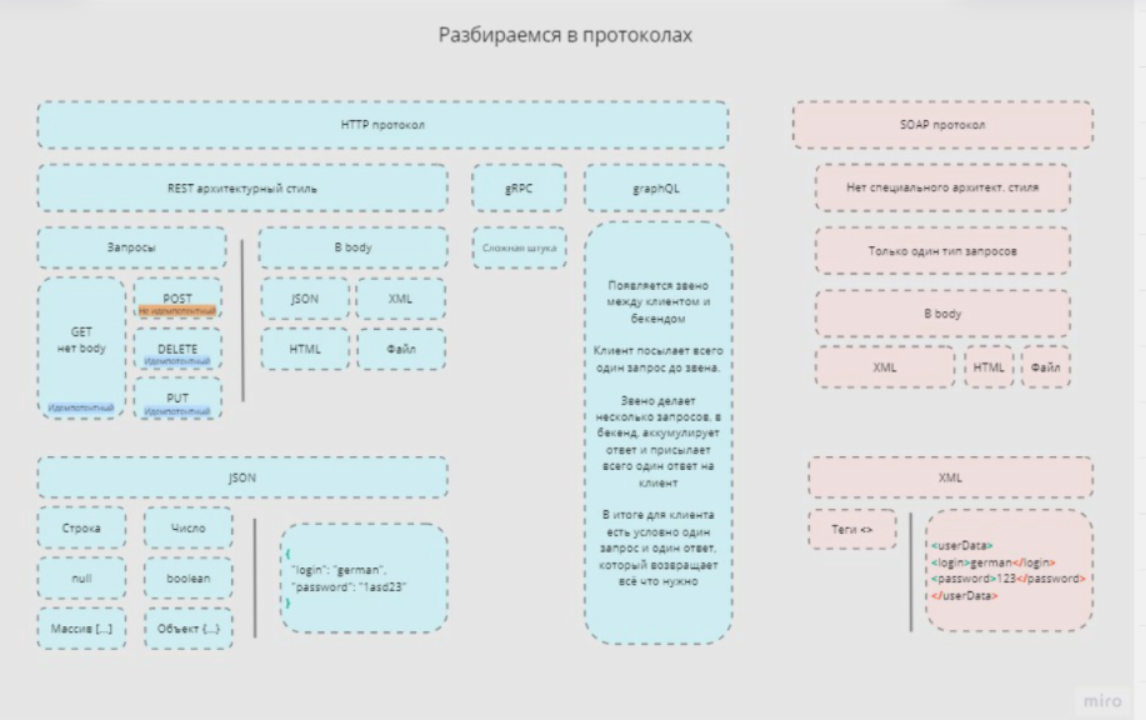 Разбираемся в протоколах
HTTP протокол
SOAP протокол
REST архитектурный стиль
gRPC
graphQL
Нет специального архитект. стиля
Запросы
В body
Сложная штука
Только один тип запросов
GET
нет body
Идемпотентный
POST
Не идемпотентный
DELETE
Идемпотентный
PUT
Идемпотентный
JSON
XML
HTML
Файл
Появляется звено
между клиентом и
бекендом
Клиент посылает всего
один запрос до звена.
Звено делает
несколько запросов, в
бекенд, аккумулирует
ответ и присылает
всего один ответ на
клиент
В итоге для клиента
есть условно один
запрос и один ответ,
который возвращает
всё что нужно
В body
XML
HTML
Файл
JSON
Строка
Число
null
boolean
Массив [...]
Объект {...}
{
"login": "german",
"password": "1asd23"
}
XML
Теги <>
<userData>
<login>german</login>
<password>123</password>
</userData>
miro